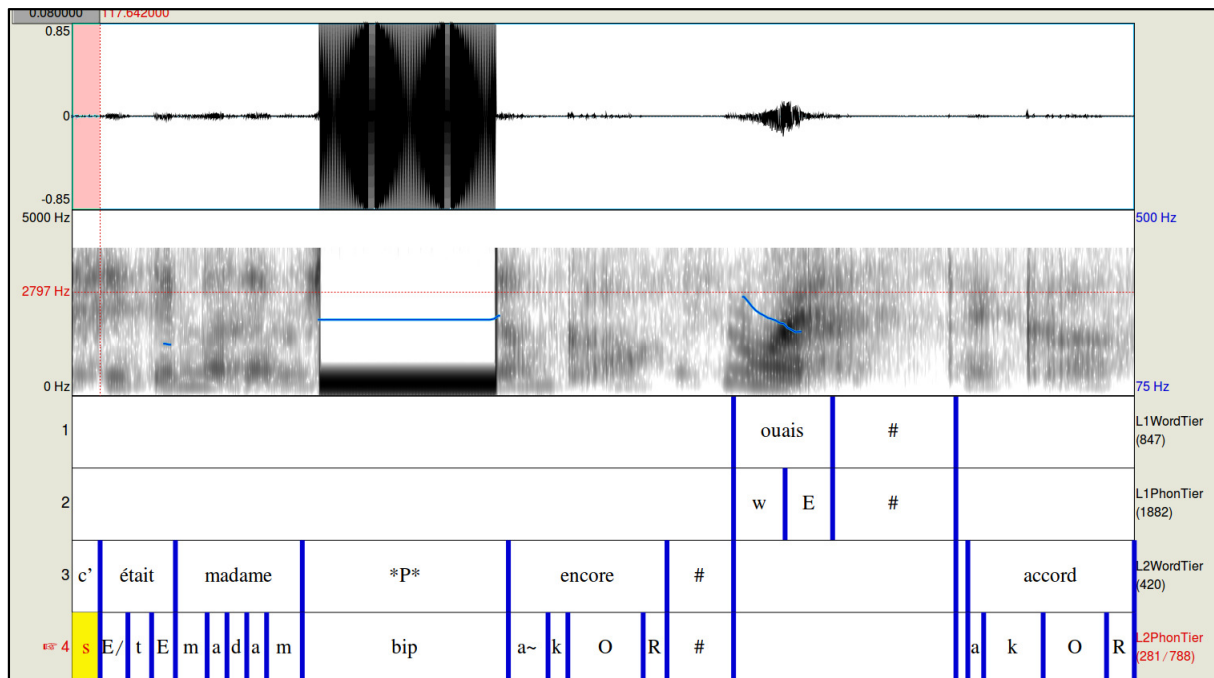 0.080000 117.642000
0.85
0
-0.85
5000 Hz 500 Hz
2797 Hz
0 Hz 75 Hz
1 ouais # L1WordTier
(847)
2 w E # L1PhonTier
(1882)
3 c' était madame *P* encore # accord L2WordTier
(420)
4 s E/ t E m a d a m bip a~ k O R # a k O R L2PhonTier
(281/788)